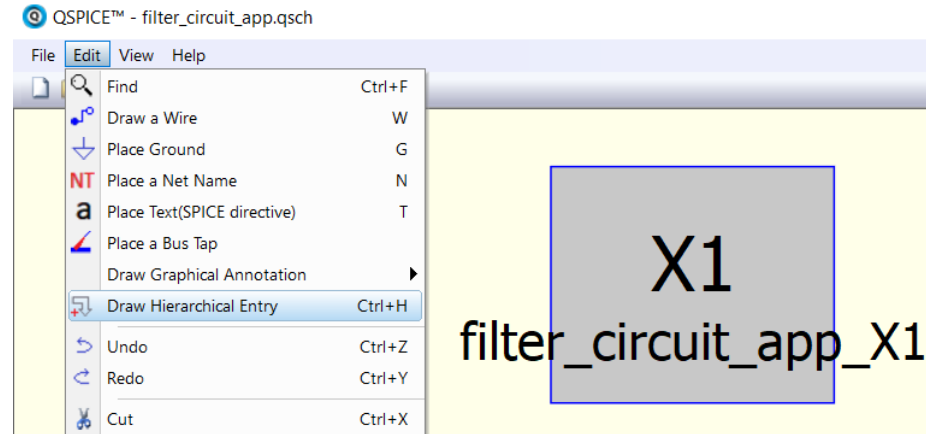 QSPICE™ - filter_circuit_app.qsch
File Edit View Help
Find Ctrl+F
Draw a Wire W
Place Ground G
NT Place a Net Name N
a Place Text(SPICE directive) T
Place a Bus Tap
Draw Graphical Annotation
Draw Hierarchical Entry Ctrl+H
Undo Ctrl+Z
Redo Ctrl+Y
Cut Ctrl+X
X1
filter_circuit_app_X1